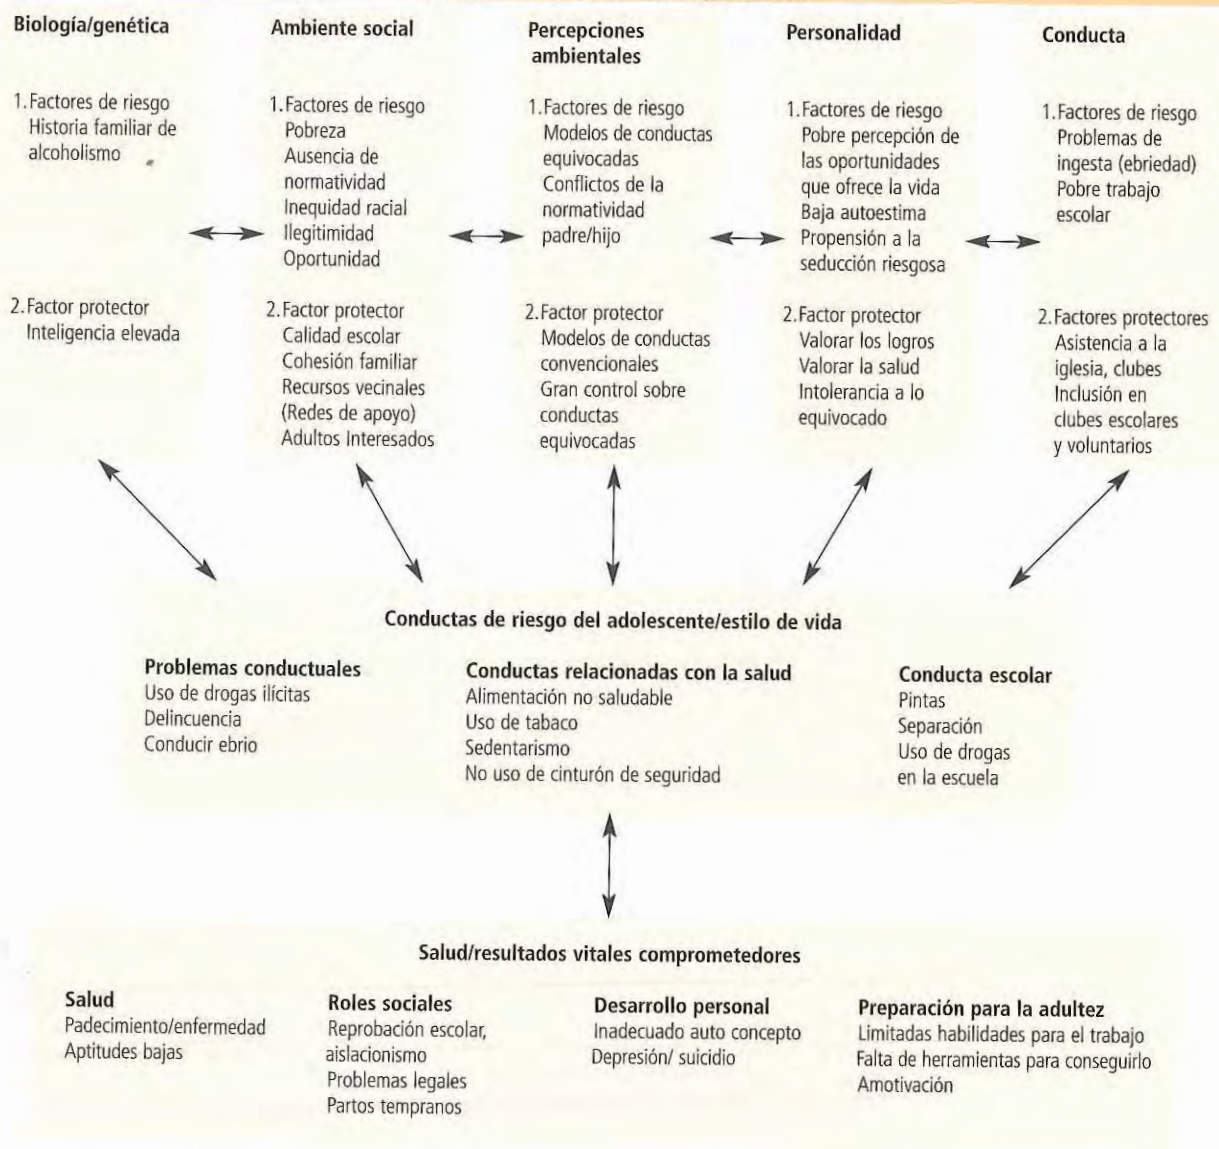 Biología/genética
1. Factores de riesgo
Historia familiar de
alcoholismo
2. Factor protector
Inteligencia elevada
Ambiente social
1. Factores de riesgo
Pobreza
Ausencia de
normatividad
Inequidad racial
Ilegitimidad
Oportunidad
2. Factor protector
Calidad escolar
Cohesión familiar
Recursos vecinales
(Redes de apoyo)
Adultos Interesados
Percepciones
ambientales
1. Factores de riesgo
Modelos de conductas
equivocadas
Conflictos de la
normatividad
padre/hijo
2. Factor protector
Modelos de conductas
convencionales
Gran control sobre
conductas
equivocadas
Personalidad
1. Factores de riesgo
Pobre percepción de
las oportunidades
que ofrece la vida
Baja autoestima
Propensión a la
seducción riesgosa
2. Factor protector
Valorar los logros
Valorar la salud
Intolerancia a lo
equivocado
Conducta
1. Factores de riesgo
Problemas de
ingesta (ebriedad)
Pobre trabajo
escolar
2. Factores protectores
Asistencia a la
iglesia, clubes
Inclusión en
clubes escolares
y voluntarios
Conductas de riesgo del adolescente/estilo de vida
Problemas conductuales
Uso de drogas ilícitas
Delincuencia
Conducir ebrio
Conductas relacionadas con la salud
Alimentación no saludable
Uso de tabaco
Sedentarismo
No uso de cinturón de seguridad
Conducta escolar
Pintas
Separación
Uso de drogas
en la escuela
Salud/resultados vitales comprometedores
Salud
Padecimiento/enfermedad
Aptitudes bajas
Roles sociales
Reprobación escolar,
aislacionismo
Problemas legales
Partos tempranos
Desarrollo personal
Inadecuado auto concepto
Depresión/ suicidio
Preparación para la adultez
Limitadas habilidades para el trabajo
Falta de herramientas para conseguirlo
Amotivación